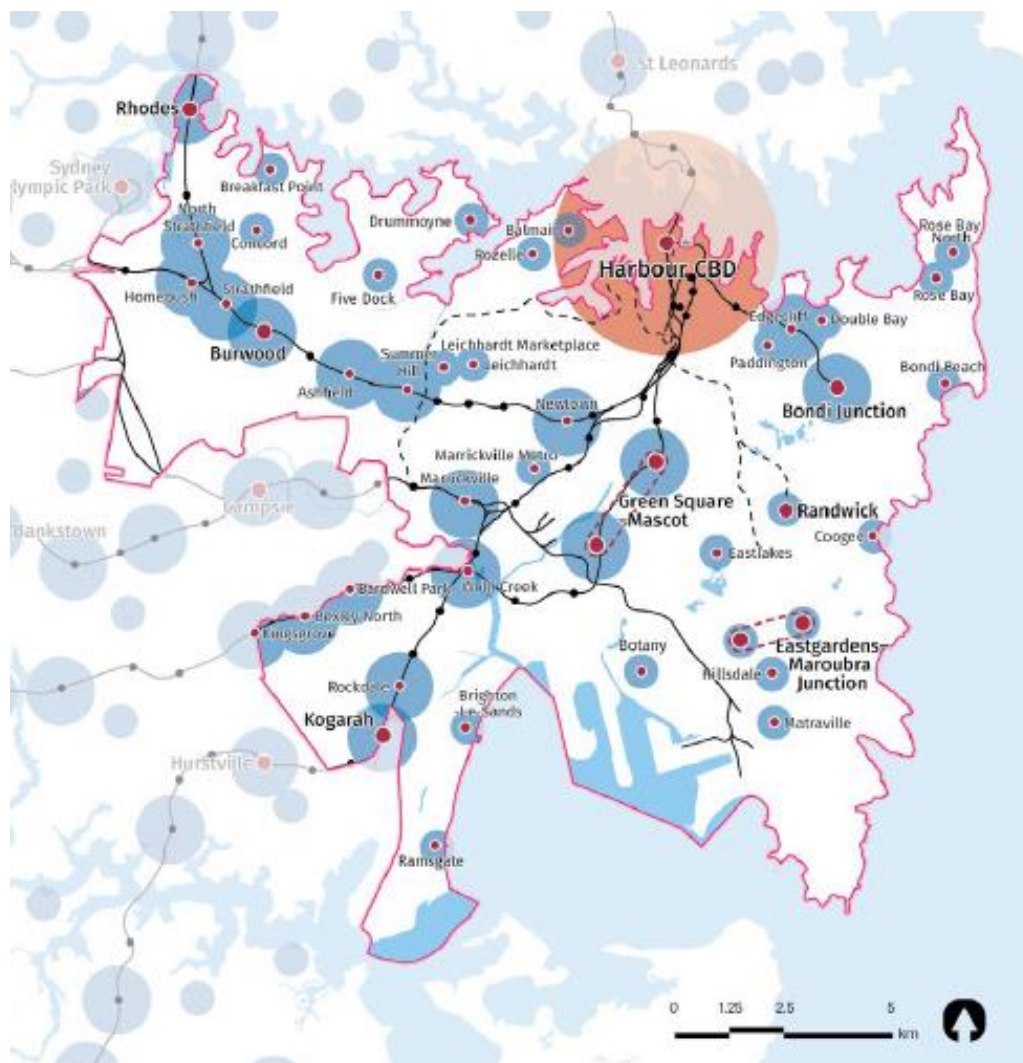 St Leonards
Rhodes
Sydney
lympic Park
Breakfast Point
North
Strathfield
Concord
Drummoyne
Balmain
Rozelle
Harbour CBD
Rose Bay
North
Rose Bay
Homebush
Strathfield
Five Dock
Edgecliff
Double Bay
Burwood
Summer
Hill
Leichhardt Marketplace
Leichhardt
Paddington
Bondi Beach
Ashfield
Newtown
Bondi Junction
Marrickville Metro
Marrickville
Green Square
-Mascot
Randwick
Campsie
Bankstown
Coogee
Eastlakes
Bardwell Park
Creek
Bexley North
Kingsgrove
Botany
Eastgardens-
Maroubra
Junction
Hillsdale
Rockdale
Brighton
-Le-Sands
Kogarah
Matraville
Hurstville
Ramsgate
0 1.25 2.5 5
km